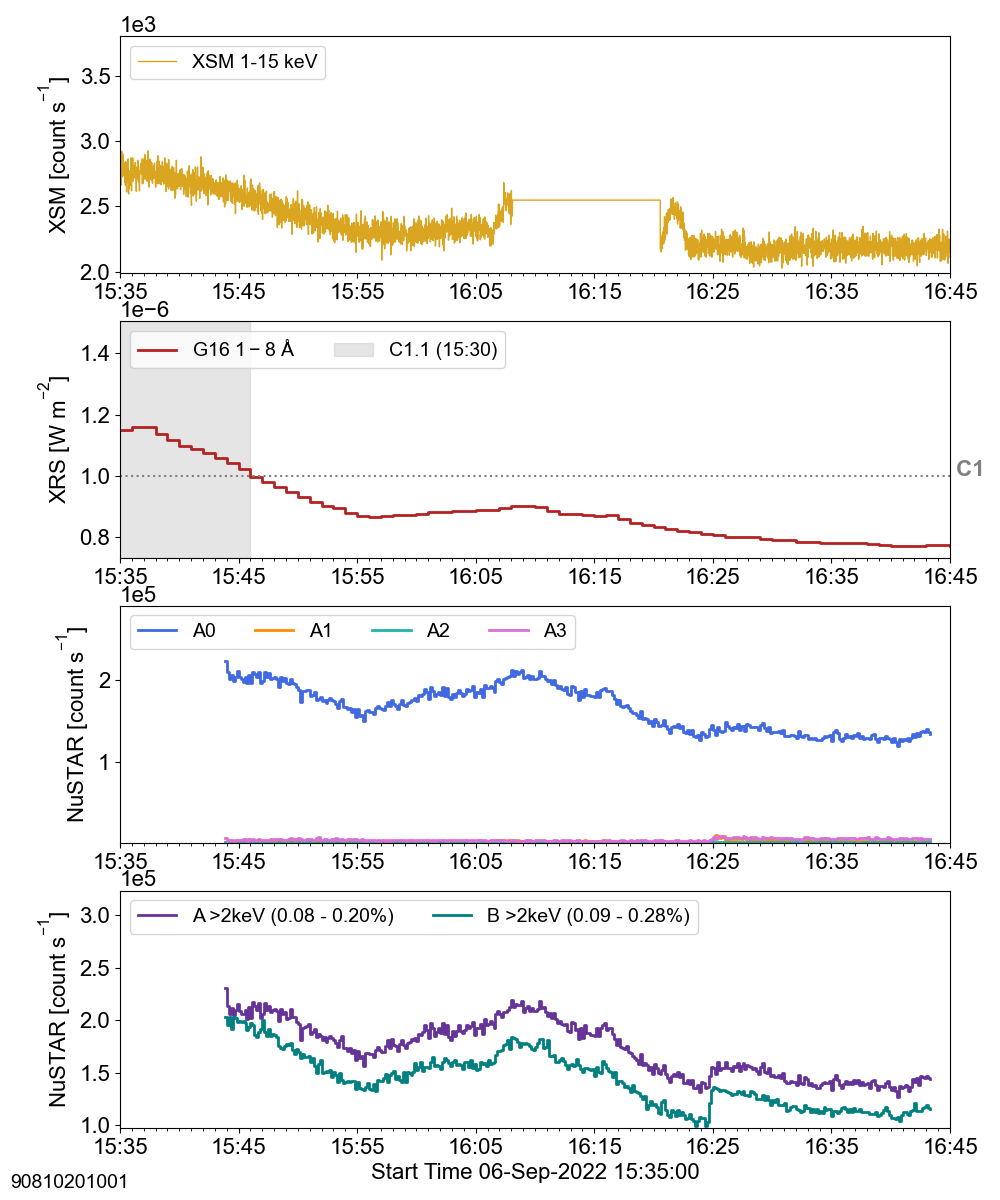 1e3
XSM 1-15 keV
XSM [count s⁻¹]
3.5
3.0
2.5
2.0
15:35 15:45 15:55 16:05 16:15 16:25 16:35 16:45
1e−6
G16 1 − 8 Å C1.1 (15:30)
XRS [W m⁻²]
1.4
1.2
1.0
0.8
C1
15:35 15:45 15:55 16:05 16:15 16:25 16:35 16:45
1e5
A0 A1 A2 A3
NuSTAR [count s⁻¹]
2
1
15:35 15:45 15:55 16:05 16:15 16:25 16:35 16:45
1e5
A >2keV (0.08 - 0.20%) B >2keV (0.09 - 0.28%)
NuSTAR [count s⁻¹]
3.0
2.5
2.0
1.5
1.0
15:35 15:45 15:55 16:05 16:15 16:25 16:35 16:45
Start Time 06-Sep-2022 15:35:00
90810201001